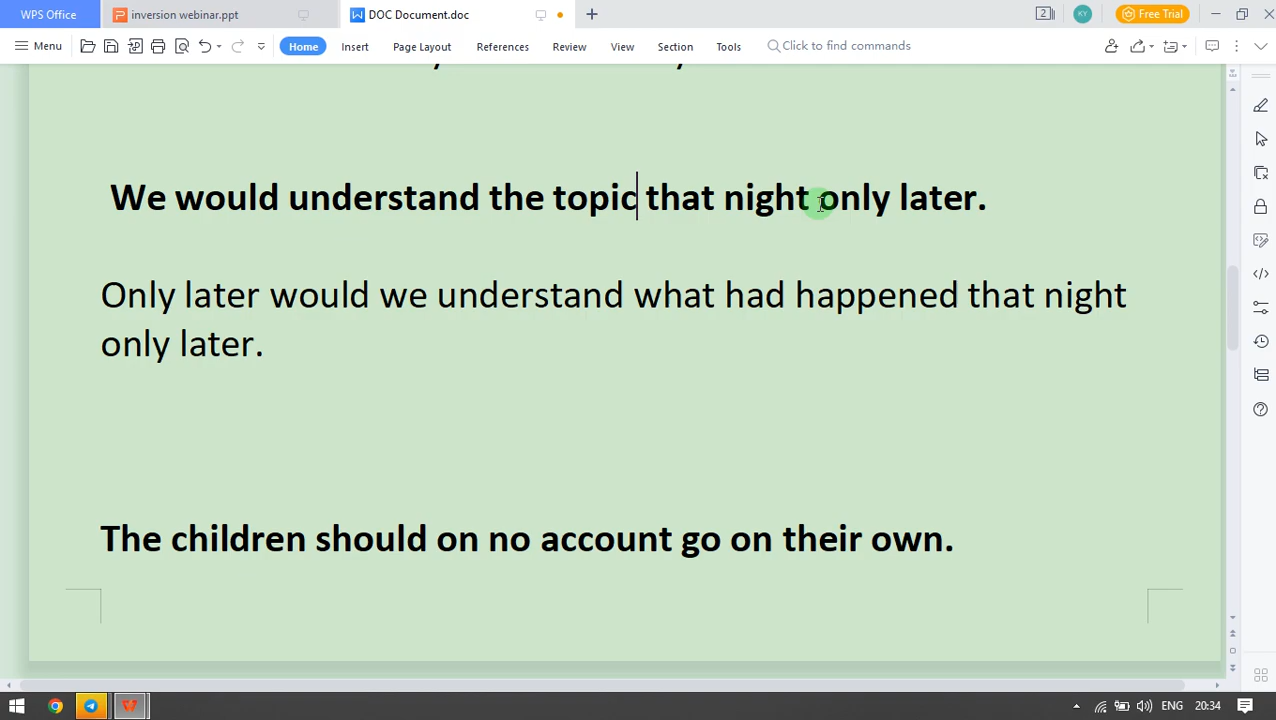 WPS Office
inversion webinar.ppt
DOC Document.doc
2
KY
Free Trial
Menu
Home
Insert
Page Layout
References
Review
View
Section
Tools
Click to find commands
We would understand the topic that night only later.
Only later would we understand what had happened that night
only later.
The children should on no account go on their own.
ENG
20:34